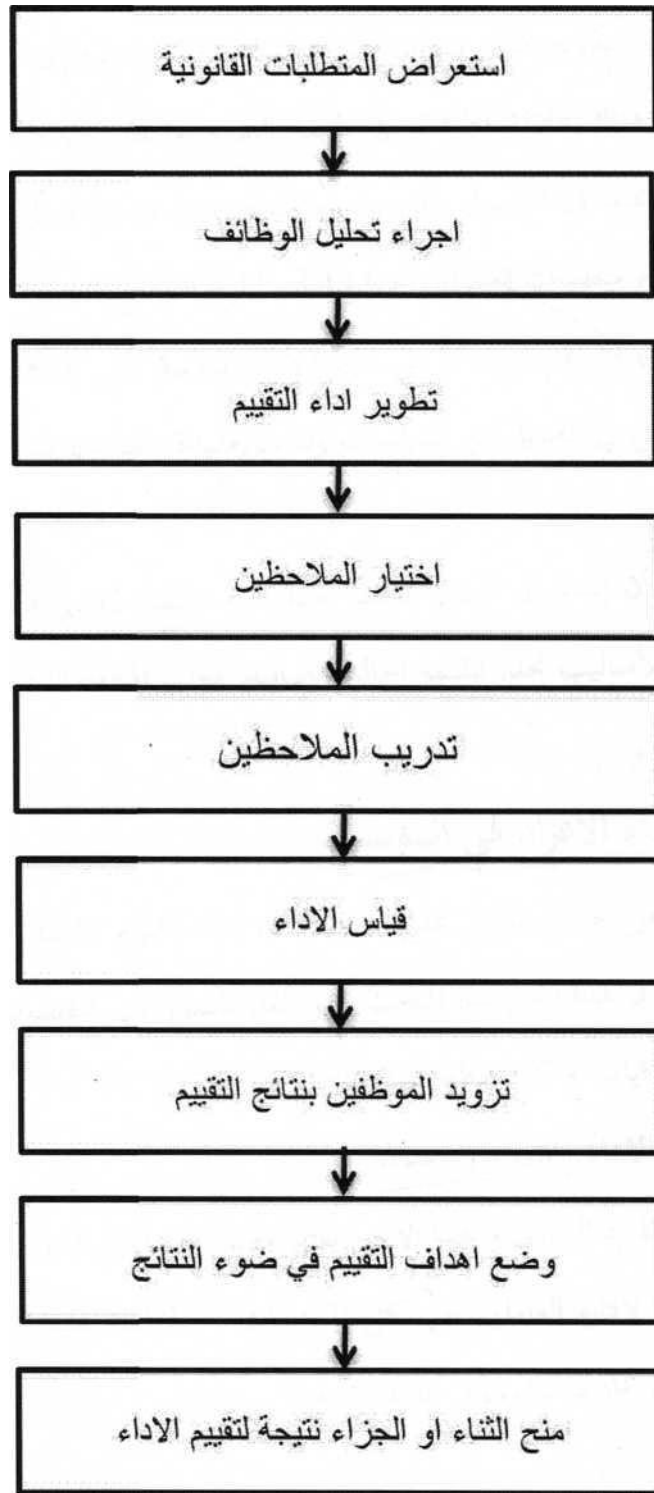 استعراض المتطلبات القانونية
اجراء تحليل الوظائف
تطوير اداء التقييم
اختيار الملاحظين
تدريب الملاحظين
قياس الاداء
تزويد الموظفين بنتائج التقييم
وضع اهداف التقييم في ضوء النتائج
منح الثناء او الجزاء نتيجة لتقييم الاداء